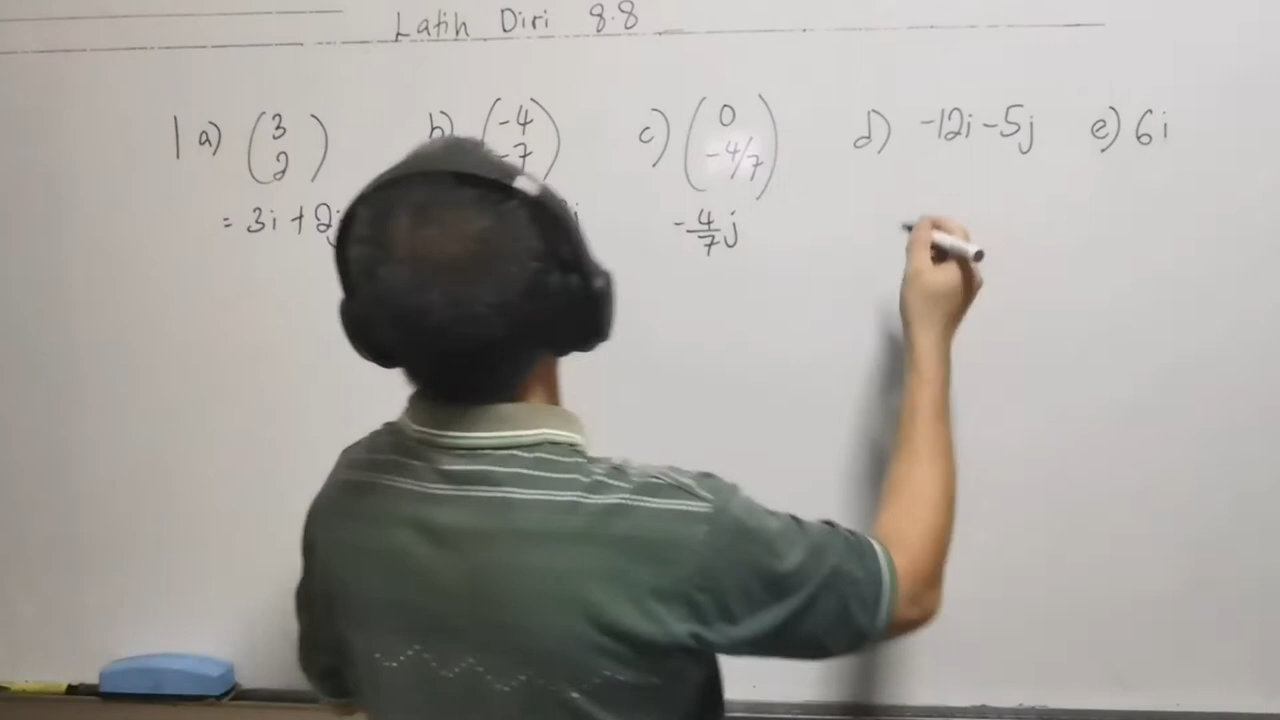 Latih Diri 8.8
1 a) (3 2) b) (-4 -7) c) (0 -4/7) d) -12i -5j e) 6i
= 3i + 2j -4/7 j